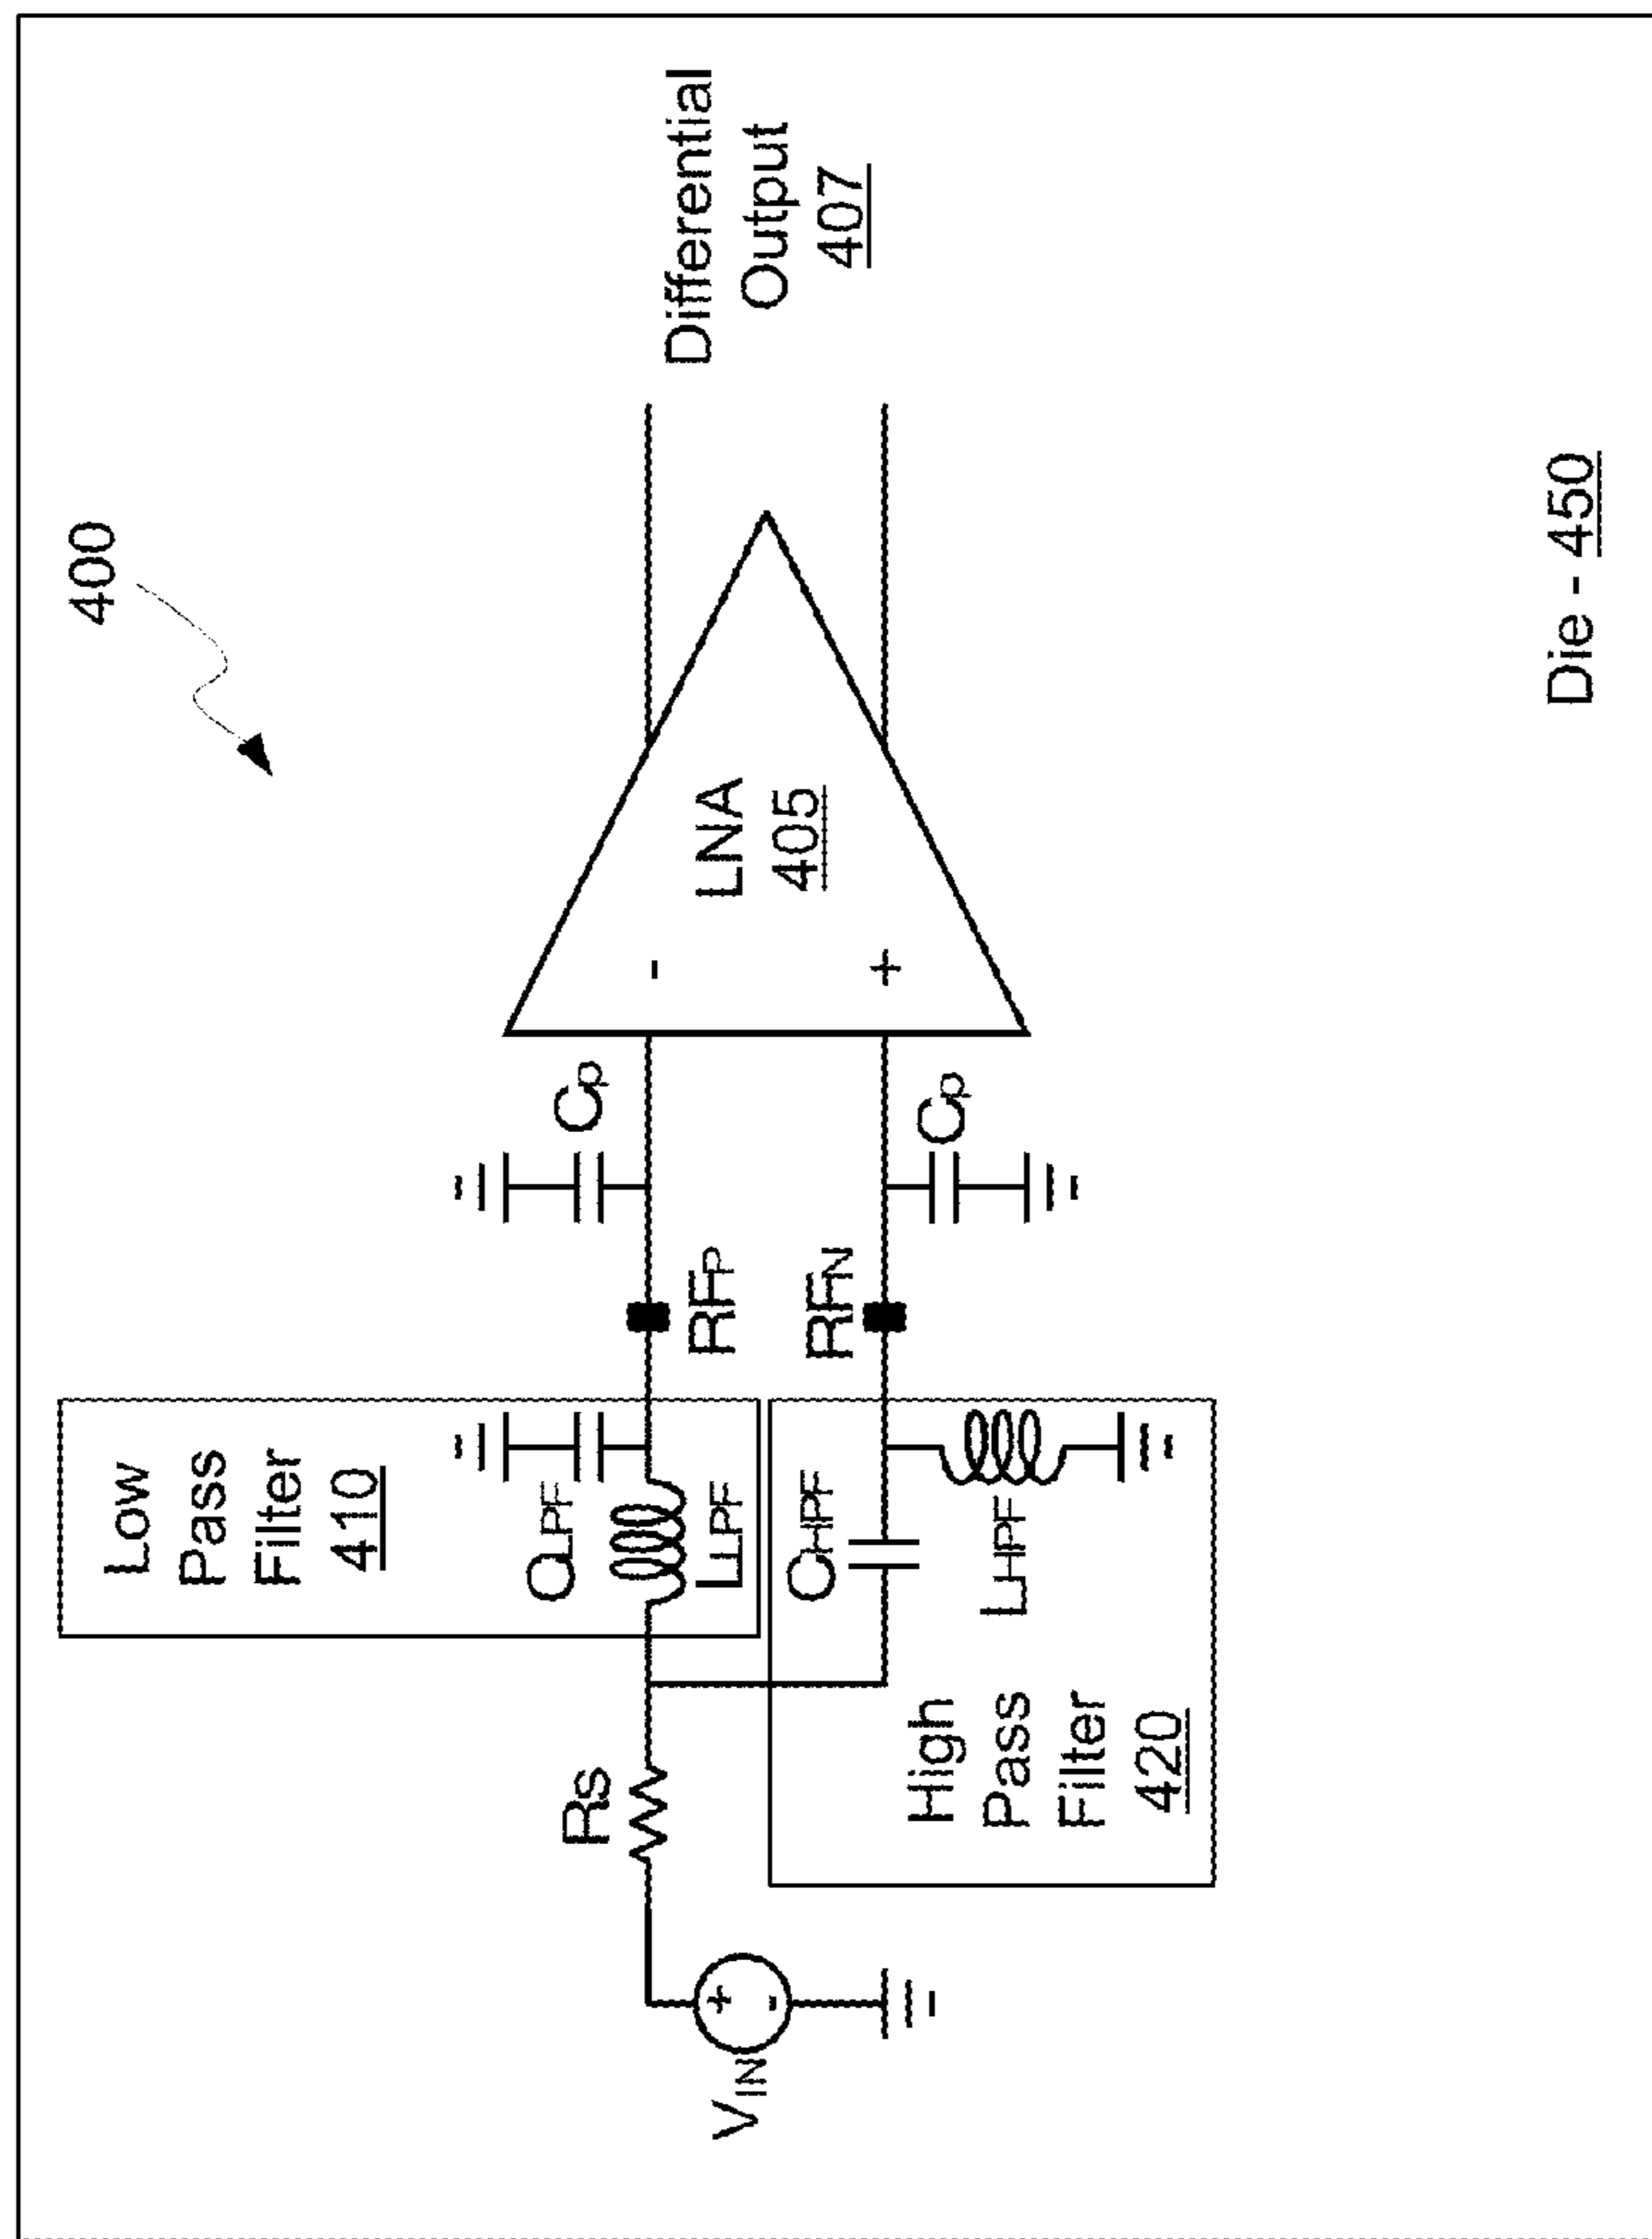 400
Low
Pass
Filter
410
CLPF
LLPF
Rs
VIN
+
-
CHPF
LHPF
High
Pass
Filter
420
RFP
RFN
Cp
Cp
-
+
LNA
405
Differential
Output
407
Die - 450